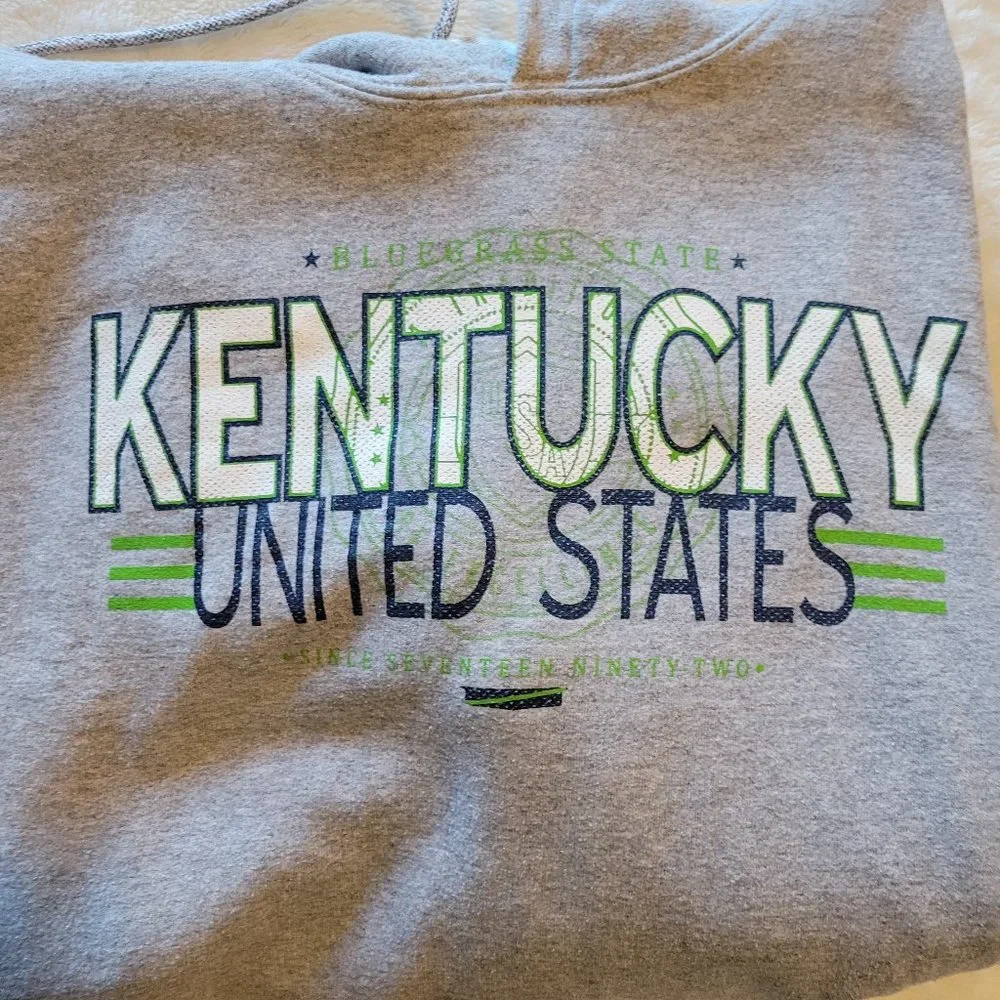 ★BLUEGRASS STATE★
KENTUCKY
UNITED STATES
•SINCE SEVENTEEN NINETY-TWO•